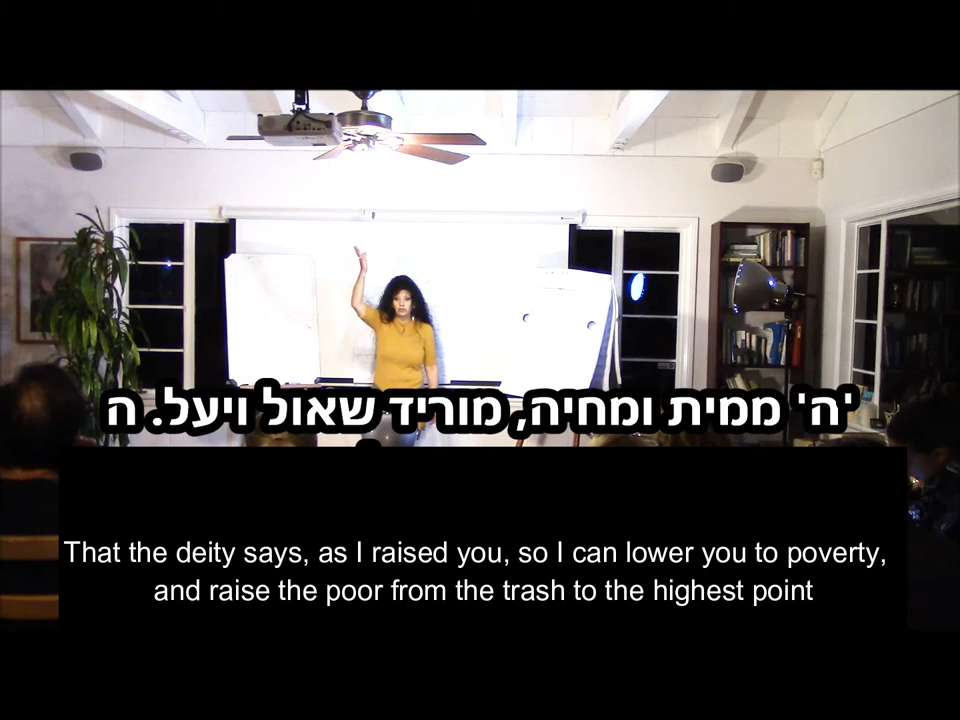 'ה' ממית ומחיה, מוריד שאול ויעל. ה
That the deity says, as I raised you, so I can lower you to poverty,
and raise the poor from the trash to the highest point